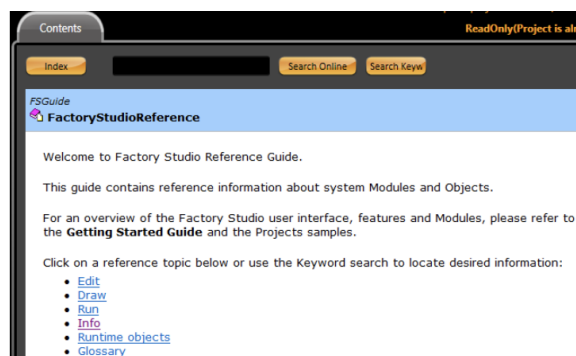 Contents
ReadOnly(Project is
Index
Search Online
Search Keyw
FSGuide
FactoryStudioReference
Welcome to Factory Studio Reference Guide.
This guide contains reference information about system Modules and Objects.
For an overview of the Factory Studio user interface, features and Modules, please refer to
the Getting Started Guide and the Projects samples.
Click on a reference topic below or use the Keyword search to locate desired information:
Edit
Draw
Run
Info
Runtime objects
Glossary